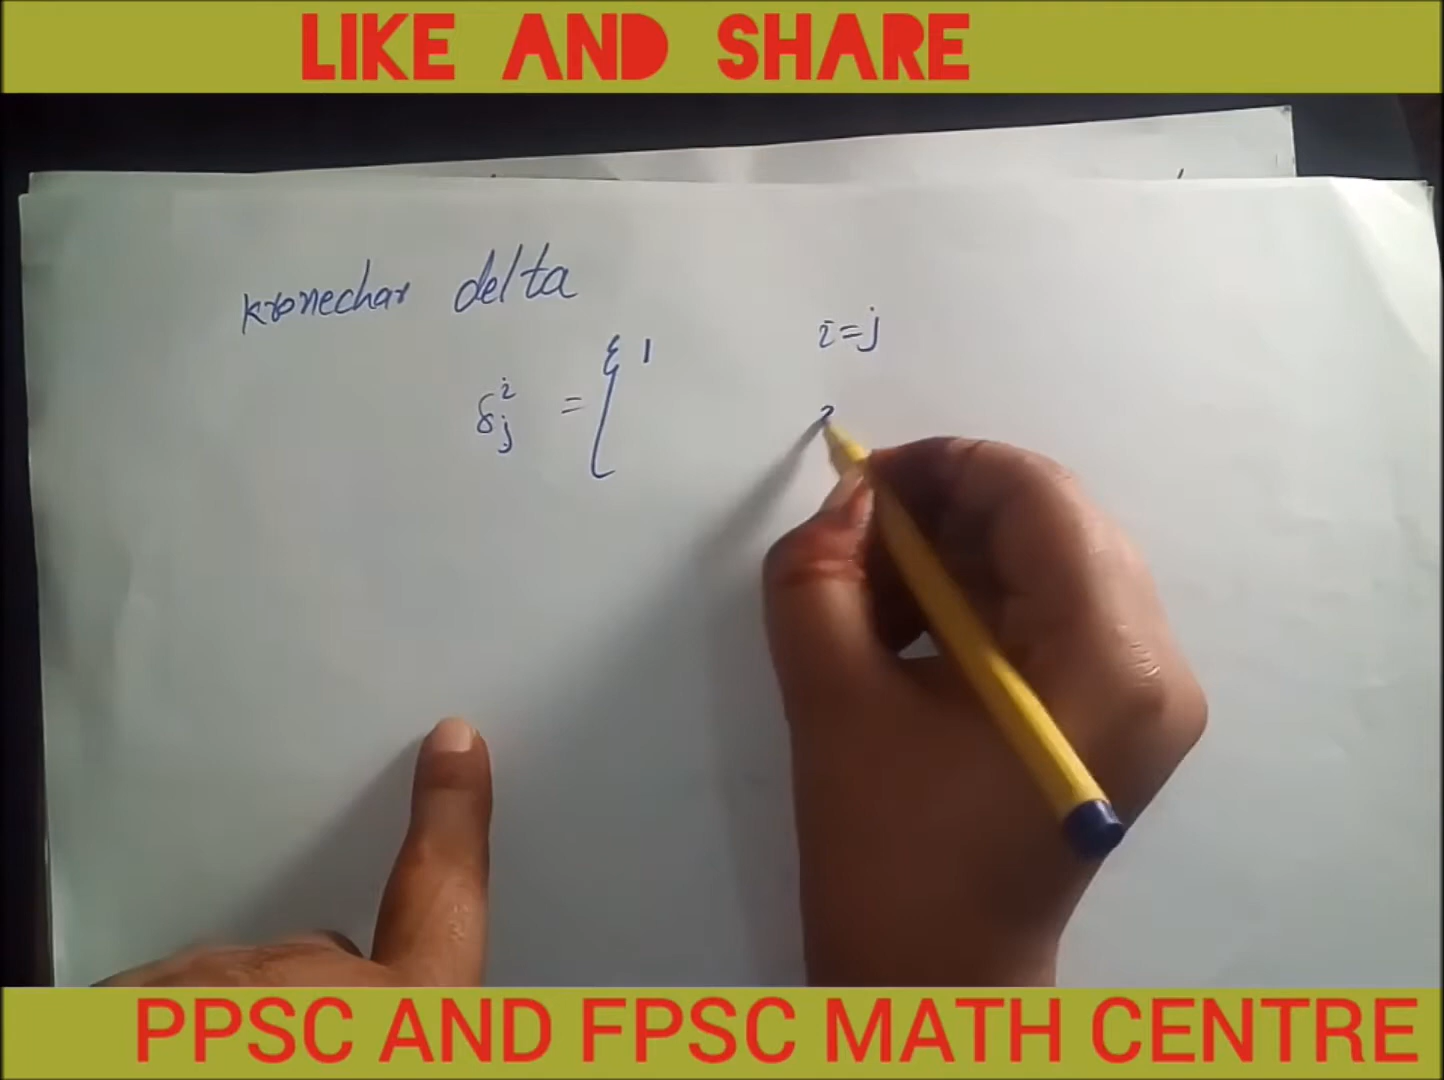 LIKE AND SHARE
kronechar delta
δ^i_j = { 1 i=j
PPSC AND FPSC MATH CENTRE